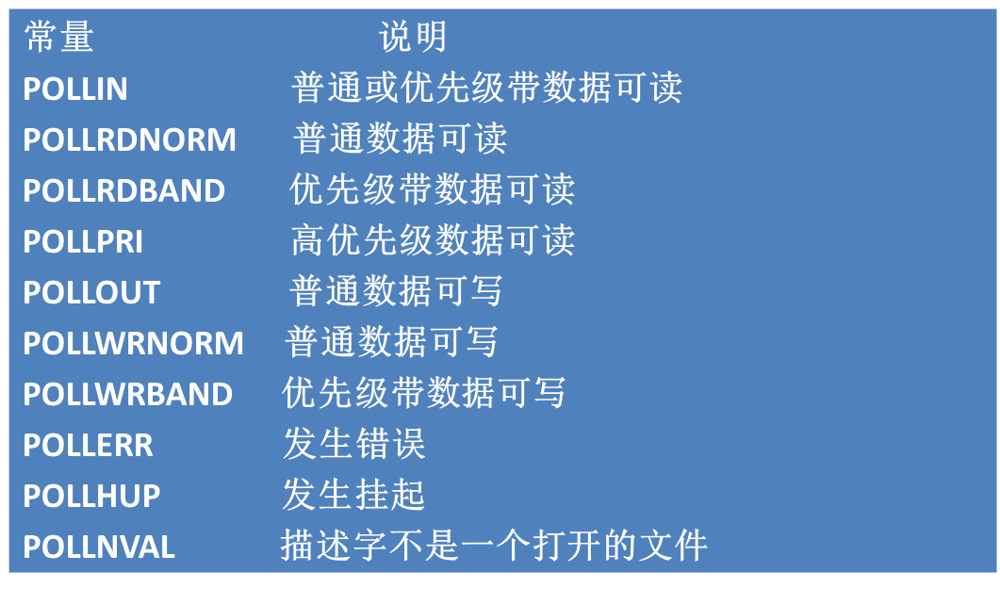 常量 说明
POLLIN 普通或优先级带数据可读
POLLRDNORM 普通数据可读
POLLRDBAND 优先级带数据可读
POLLPRI 高优先级数据可读
POLLOUT 普通数据可写
POLLWRNORM 普通数据可写
POLLWRBAND 优先级带数据可写
POLLERR 发生错误
POLLHUP 发生挂起
POLLNVAL 描述字不是一个打开的文件